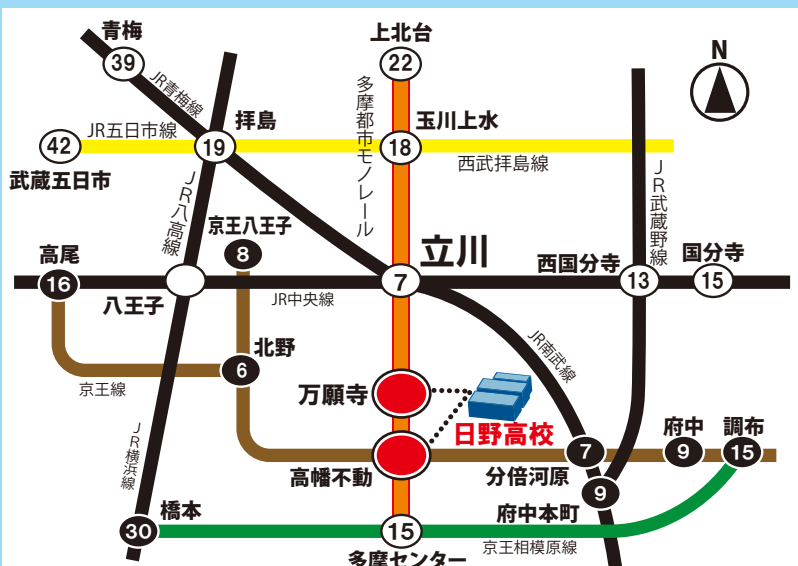 青梅
39
JR青梅線
上北台
22
N
多摩都市モノレール
JR五日市線
42
武蔵五日市
拝島
19
玉川上水
18
西武拝島線
JR武蔵野線
JR八高線
京王八王子
8
高尾
16
八王子
JR中央線
立川
7
西国分寺
13
国分寺
15
JR南武線
北野
6
京王線
万願寺
日野高校
高幡不動
分倍河原
7
府中
9
調布
15
9
府中本町
JR横浜線
橋本
30
15
多摩センター
京王相模原線